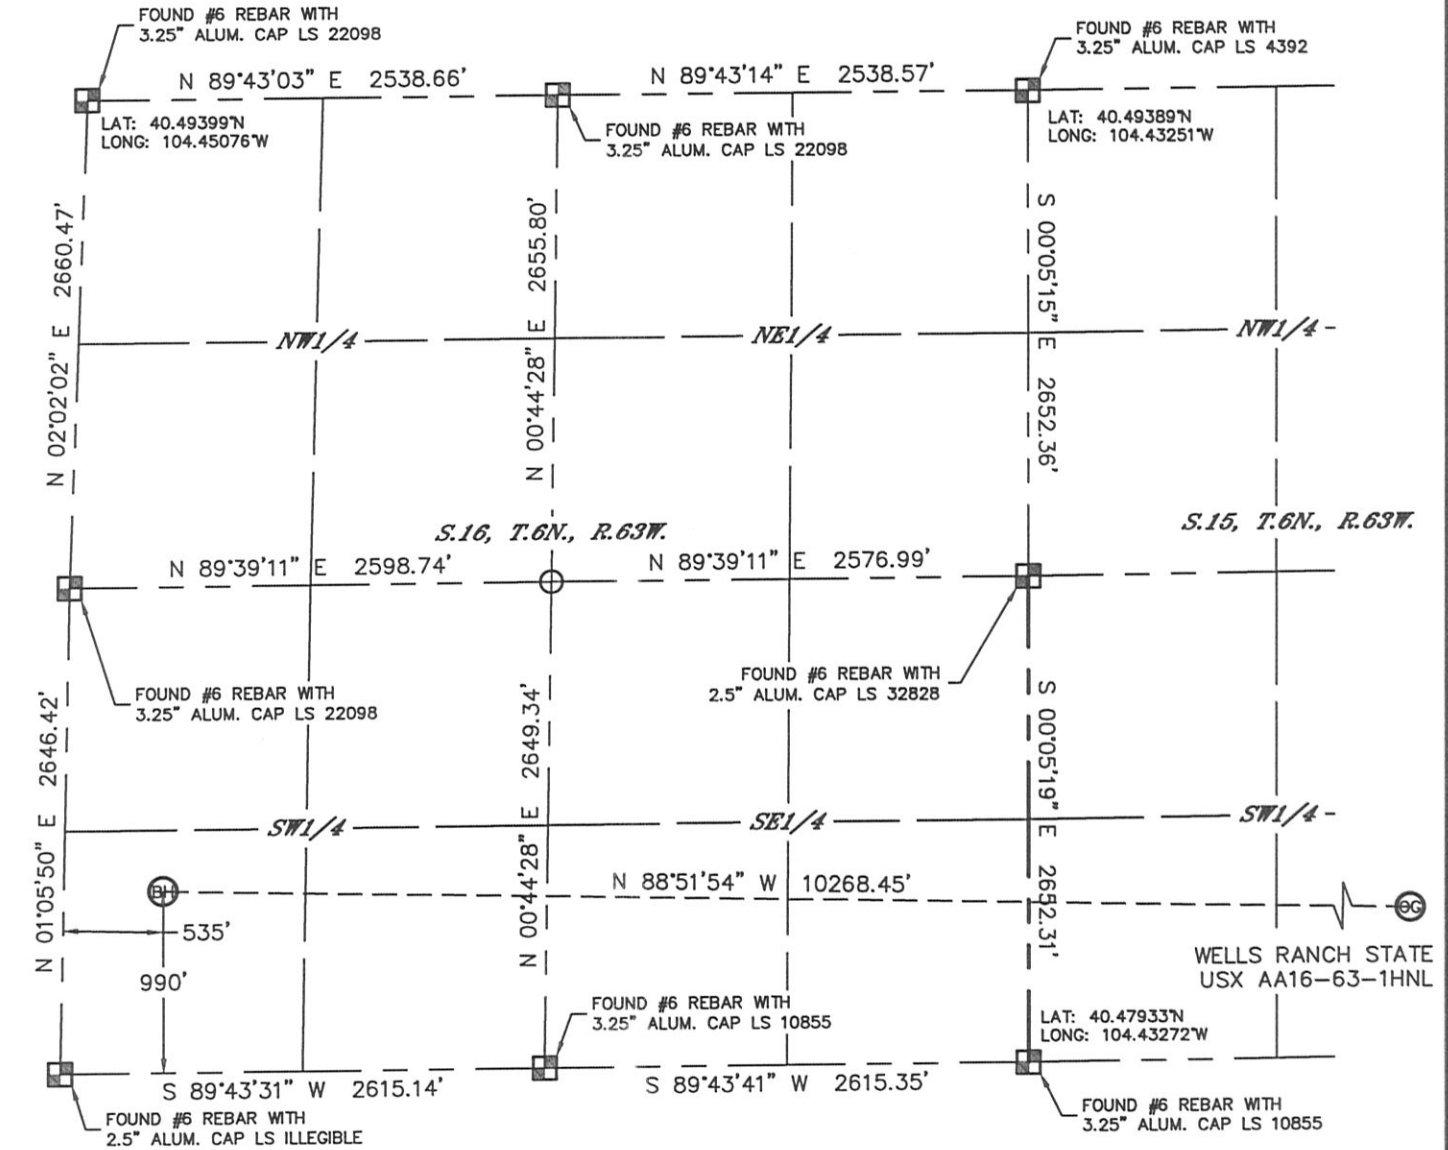 FOUND #6 REBAR WITH
3.25" ALUM. CAP LS 22098
FOUND #6 REBAR WITH
3.25" ALUM. CAP LS 4392
N 89°43'03" E 2538.66'
N 89°43'14" E 2538.57'
LAT: 40.49399°N
LONG: 104.45076°W
FOUND #6 REBAR WITH
3.25" ALUM. CAP LS 22098
LAT: 40.49389°N
LONG: 104.43251°W
N 02°02'02" E 2660.47'
N 00°44'28" E 2655.80'
S 00°05'15" E 2652.36'
NW1/4
NE1/4
NW1/4
S.16, T.6N., R.63W.
S.15, T.6N., R.63W.
N 89°39'11" E 2598.74'
N 89°39'11" E 2576.99'
FOUND #6 REBAR WITH
3.25" ALUM. CAP LS 22098
FOUND #6 REBAR WITH
2.5" ALUM. CAP LS 32828
N 01°05'50" E 2646.42'
N 00°44'28" E 2649.34'
S 00°05'19" E 2652.31'
SW1/4
SE1/4
SW1/4
BH
N 88°51'54" W 10268.45'
OG
535'
WELLS RANCH STATE
USX AA16-63-1HNL
990'
FOUND #6 REBAR WITH
3.25" ALUM. CAP LS 10855
LAT: 40.47933°N
LONG: 104.43272°W
S 89°43'31" W 2615.14'
S 89°43'41" W 2615.35'
FOUND #6 REBAR WITH
2.5" ALUM. CAP LS ILLEGIBLE
FOUND #6 REBAR WITH
3.25" ALUM. CAP LS 10855